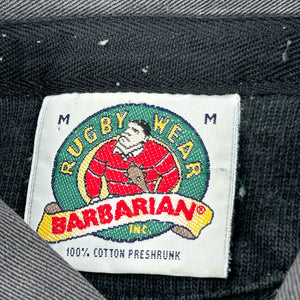 M M
RUGBY WEAR
BARBARIAN®
INC.
100% COTTON PRESHRUNK